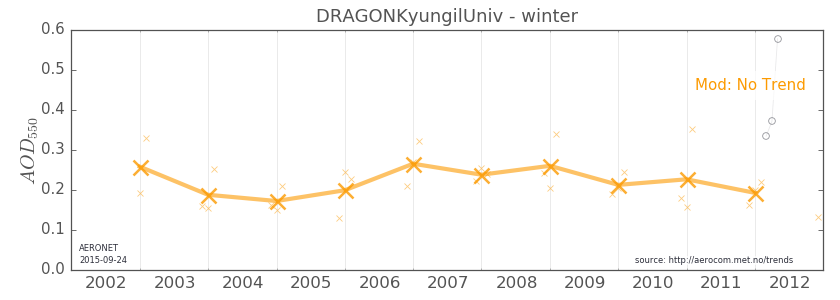 DRAGONKyungilUniv - winter
0.6
0.5
0.4
0.3
0.2
0.1
0.0
AOD550
Mod: No Trend
AERONET
2015-09-24
source: http://aerocom.met.no/trends
2002 2003 2004 2005 2006 2007 2008 2009 2010 2011 2012